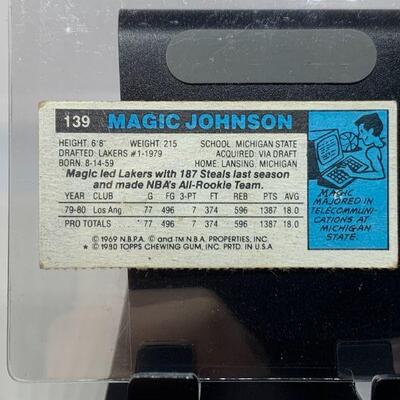 139 MAGIC JOHNSON
HEIGHT: 6'8" WEIGHT: 215 SCHOOL: MICHIGAN STATE
DRAFTED: LAKERS #1-1979 ACQUIRED: VIA DRAFT
BORN: 8-14-59 HOME: LANSING, MICHIGAN
Magic led Lakers with 187 Steals last season
and made NBA's All-Rookie Team.
YEAR CLUB G FG 3-PT FT REB PTS AVG
79-80 Los Ang 77 496 7 374 596 1387 18.0
PRO TOTALS 77 496 7 374 596 1387 18.0
© 1969 N.B.P.A. © and TM N.B.A. PROPERTIES, INC.
* © 1980 TOPPS CHEWING GUM, INC. PRTD. IN U.S.A.
MAGIC
MAJORED IN
TELECOMMUNI-
CATIONS AT
MICHIGAN
STATE.